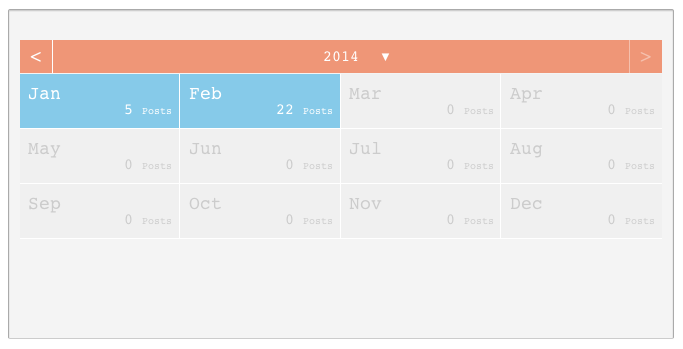 < 2014 ▼ >
Jan Feb Mar Apr
5 Posts 22 Posts 0 Posts 0 Posts
May Jun Jul Aug
0 Posts 0 Posts 0 Posts 0 Posts
Sep Oct Nov Dec
0 Posts 0 Posts 0 Posts 0 Posts